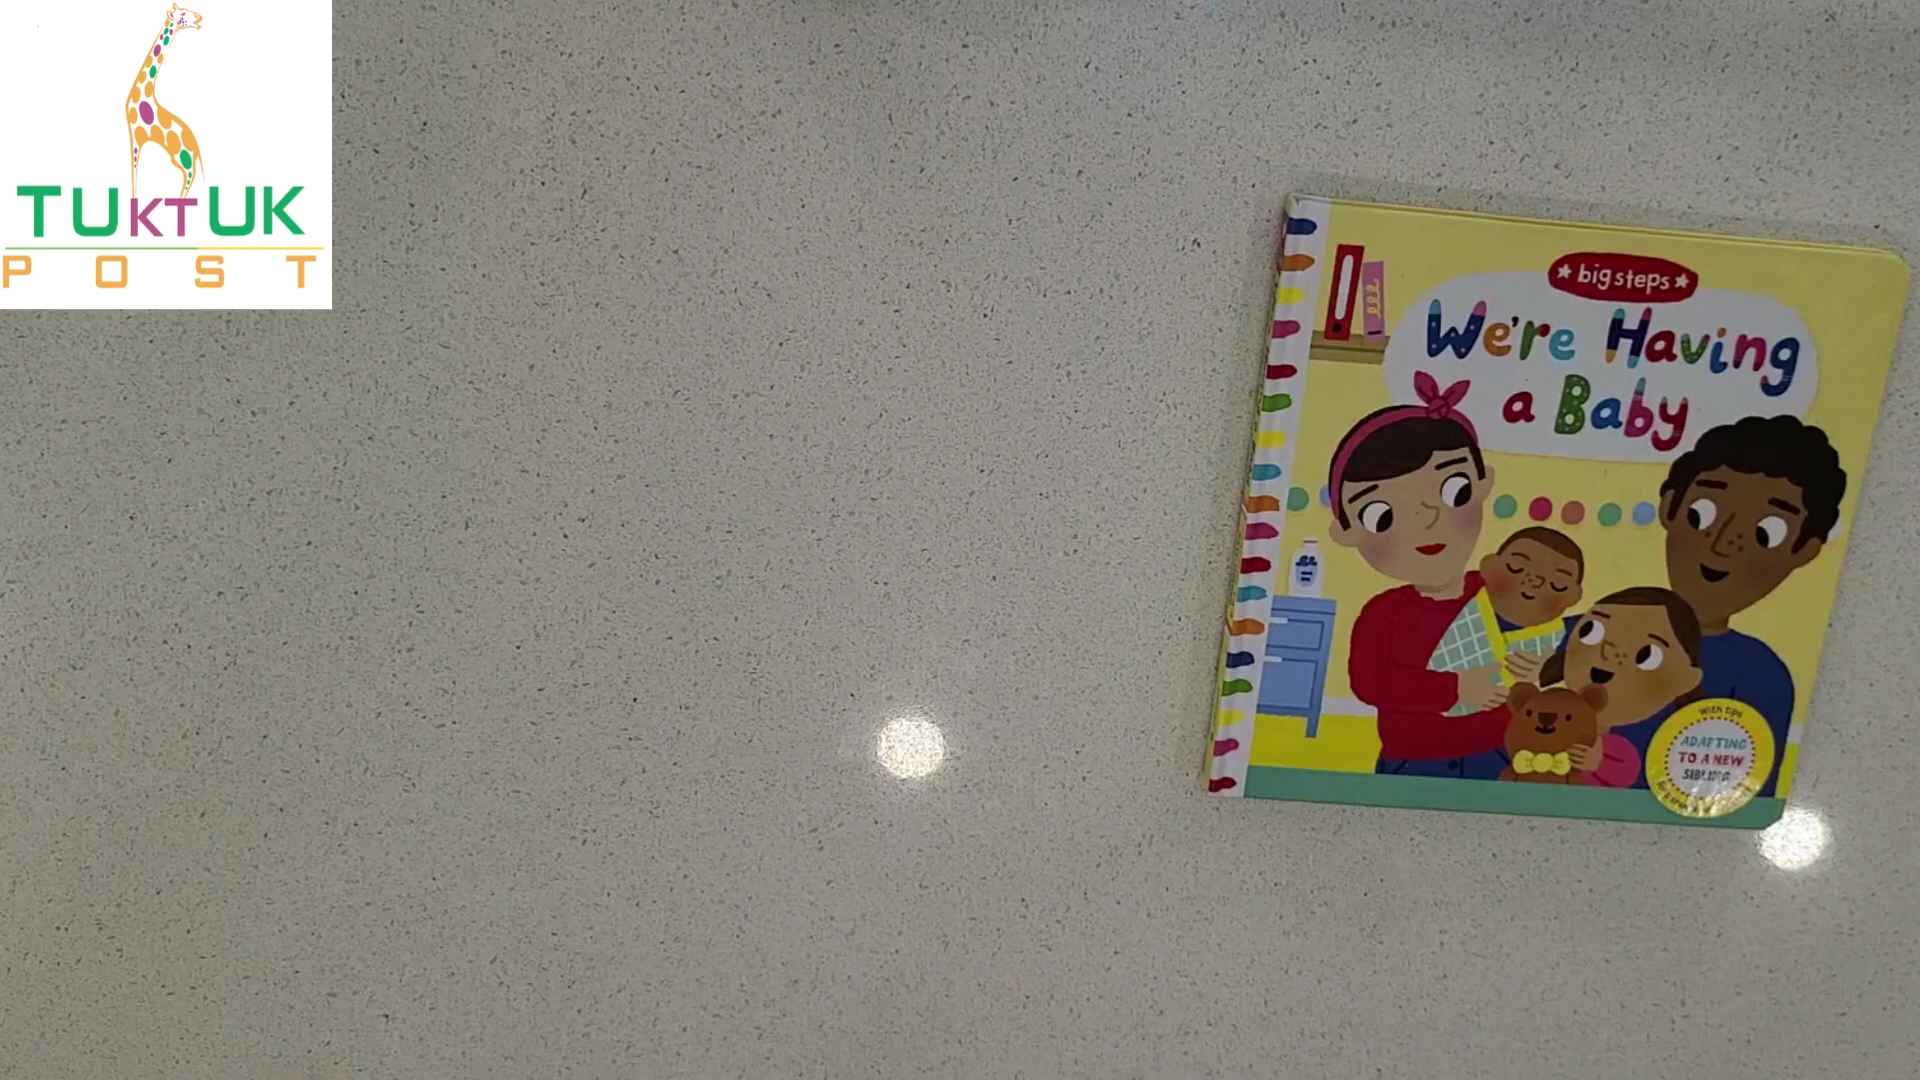 TUKTUK
POST
big steps
We're Having
a Baby
With tips
ADAPTING
TO A NEW
SIBLING